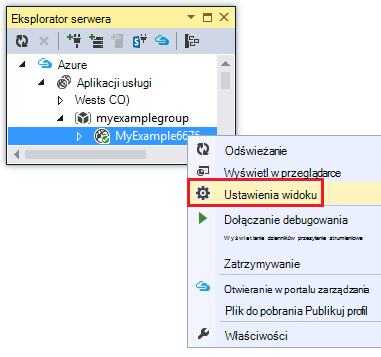 Eksplorator serwera
Azure
Aplikacji usługi
Wests CO)
myexamplegroup
MyExample6676
Odświeżanie
Wyświetl w przeglądarce
Ustawienia widoku
Dołączanie debugowania
Wyświetlanie dzienników przesyłanie strumieniowe
Zatrzymywanie
Otwieranie w portalu zarządzania
Plik do pobrania Publikuj profil
Właściwości